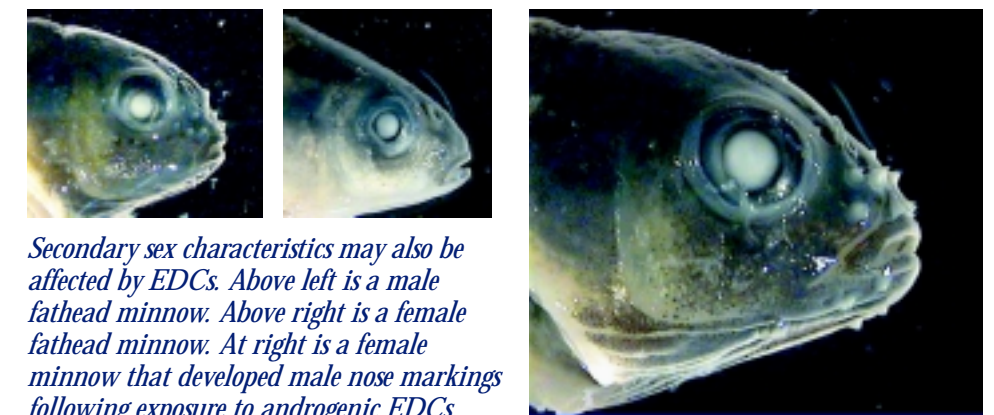 Secondary sex characteristics may also be
affected by EDCs. Above left is a male
fathead minnow. Above right is a female
fathead minnow. At right is a female
minnow that developed male nose markings
following exposure to androgenic EDCs